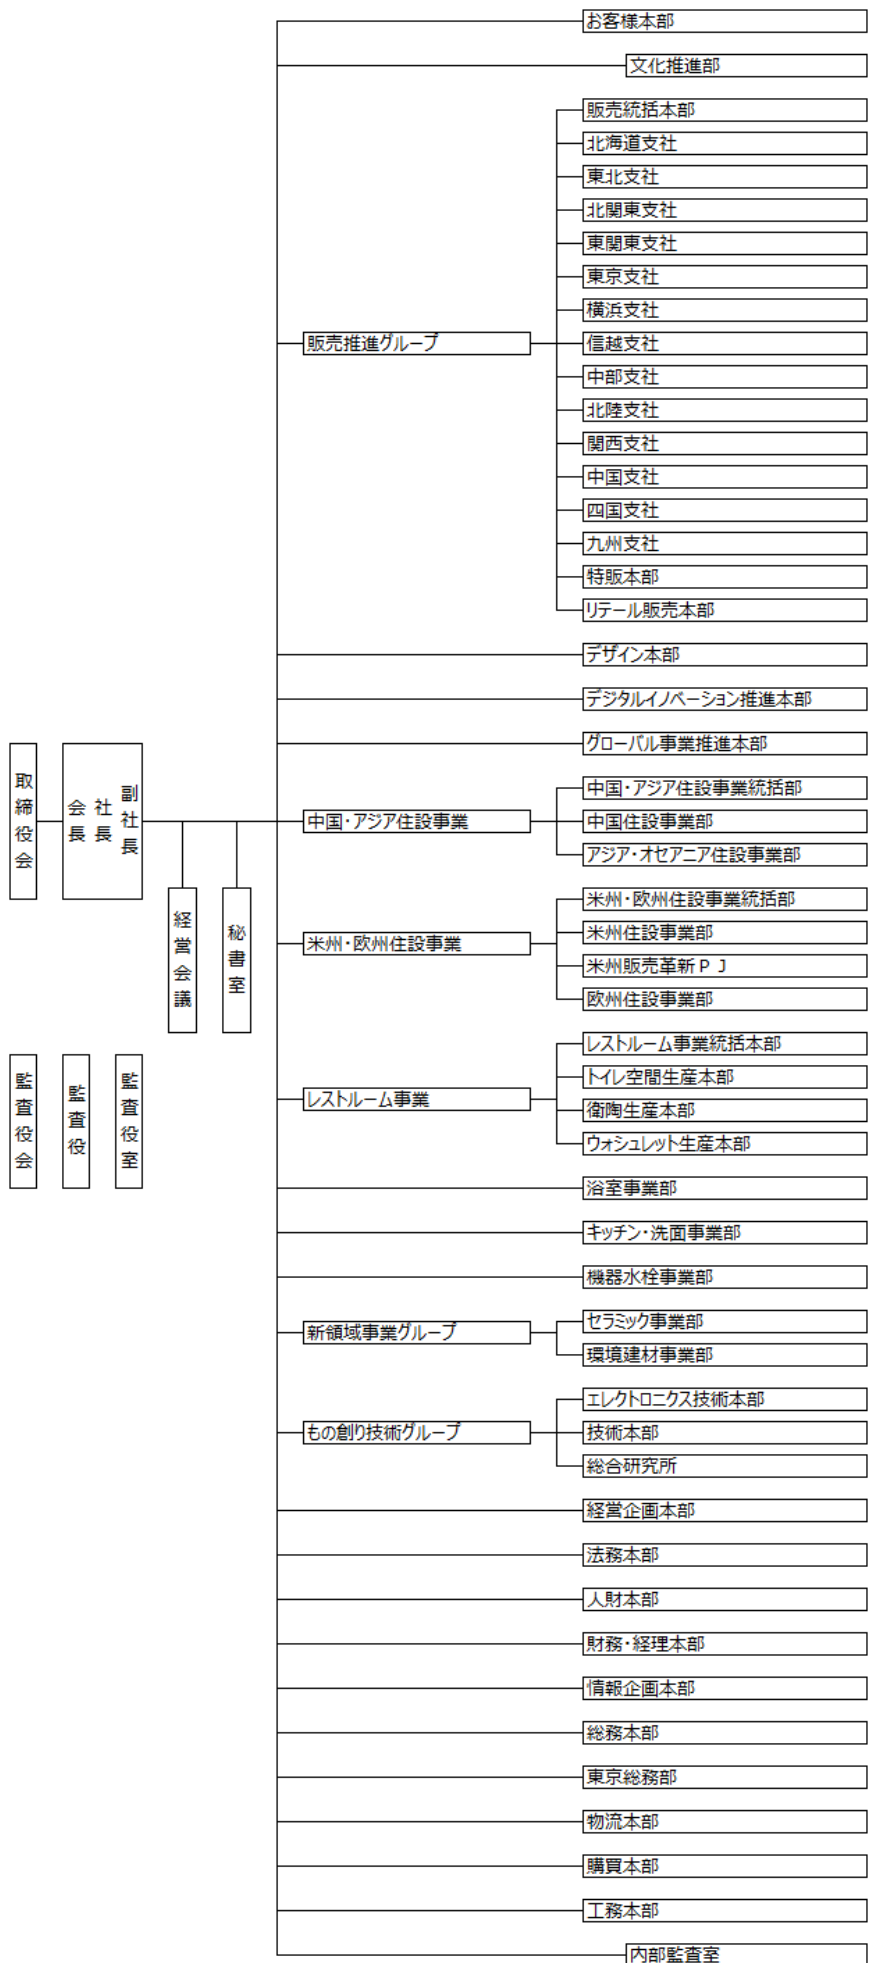 お客様本部
文化推進部
販売統括本部
北海道支社
東北支社
北関東支社
東関東支社
東京支社
横浜支社
販売推進グループ
信越支社
中部支社
北陸支社
関西支社
中国支社
四国支社
九州支社
特販本部
リテール販売本部
デザイン本部
デジタルイノベーション推進本部
グローバル事業推進本部
取締役会
会長
社長
副社長
経営会議
秘書室
中国・アジア住設事業
中国・アジア住設事業統括部
中国住設事業部
アジア・オセアニア住設事業部
米州・欧州住設事業
米州・欧州住設事業統括部
米州住設事業部
米州販売革新ＰＪ
欧州住設事業部
監査役会
監査役
監査役室
レストルーム事業
レストルーム事業統括本部
トイレ空間生産本部
衛陶生産本部
ウォシュレット生産本部
浴室事業部
キッチン・洗面事業部
機器水栓事業部
新領域事業グループ
セラミック事業部
環境建材事業部
もの創り技術グループ
エレクトロニクス技術本部
技術本部
総合研究所
経営企画本部
法務本部
人財本部
財務・経理本部
情報企画本部
総務本部
東京総務部
物流本部
購買本部
工務本部
内部監査室